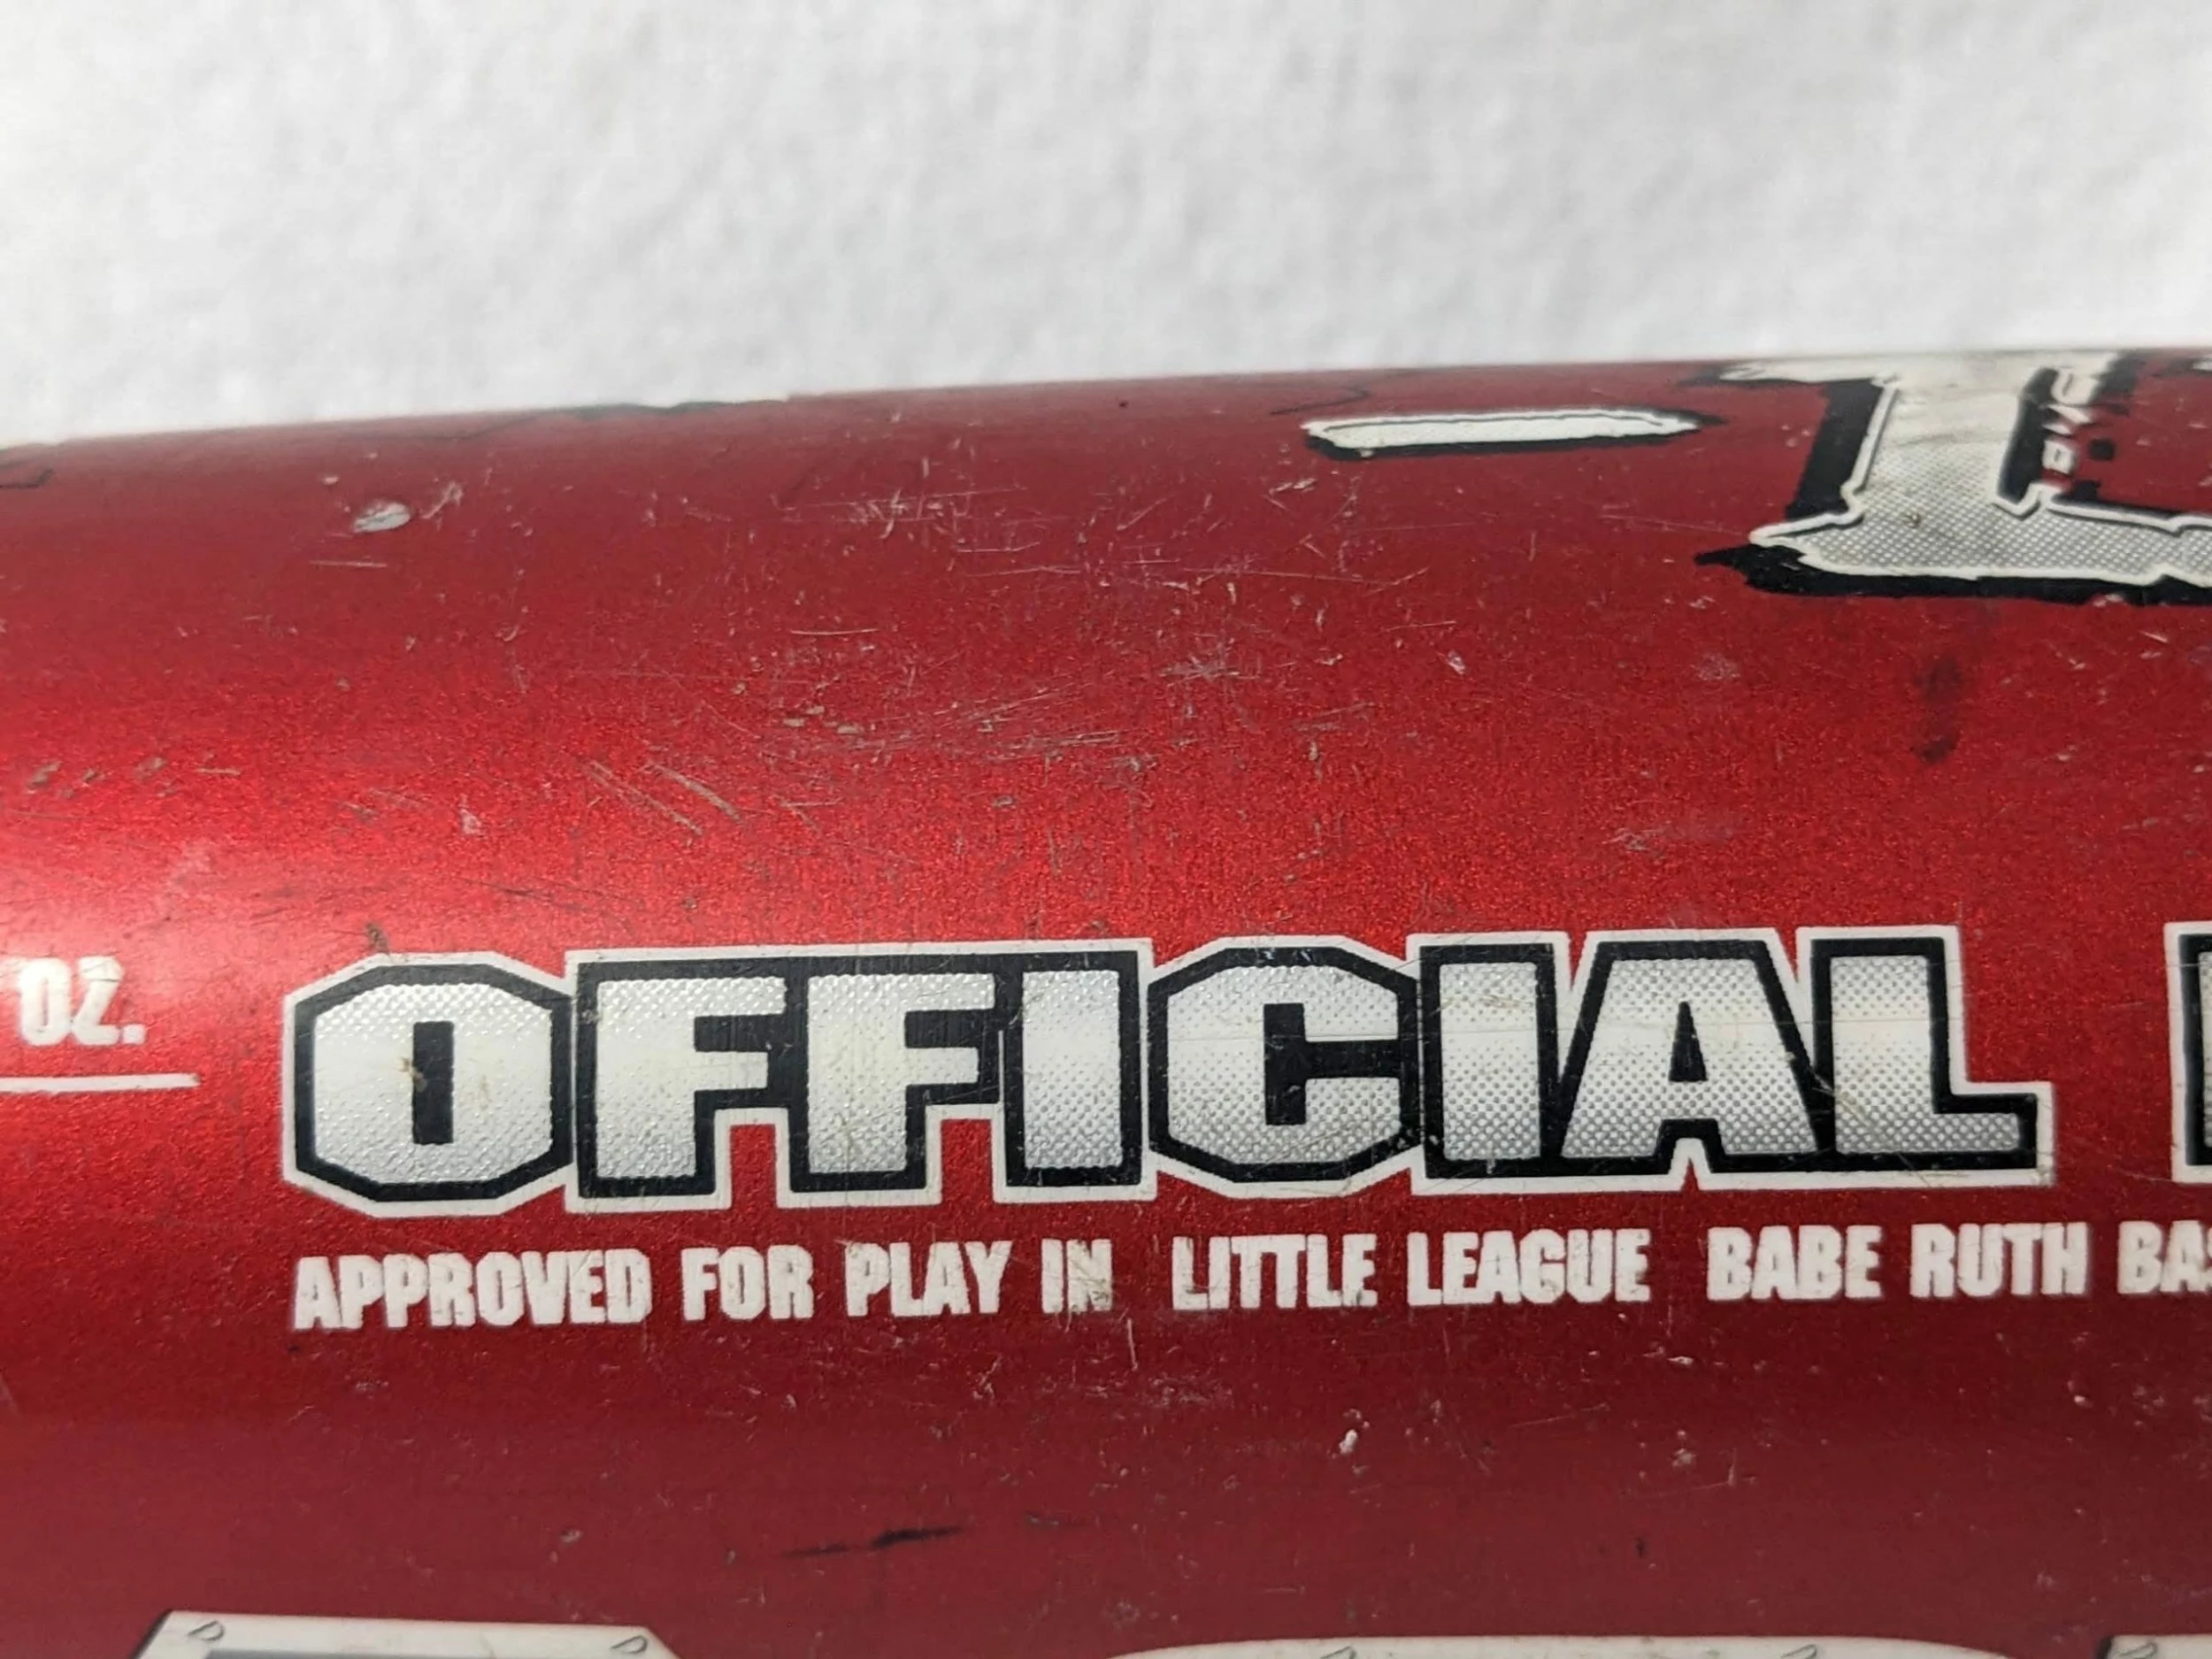 OZ.
OFFICIAL
APPROVED FOR PLAY IN LITTLE LEAGUE BABE RUTH